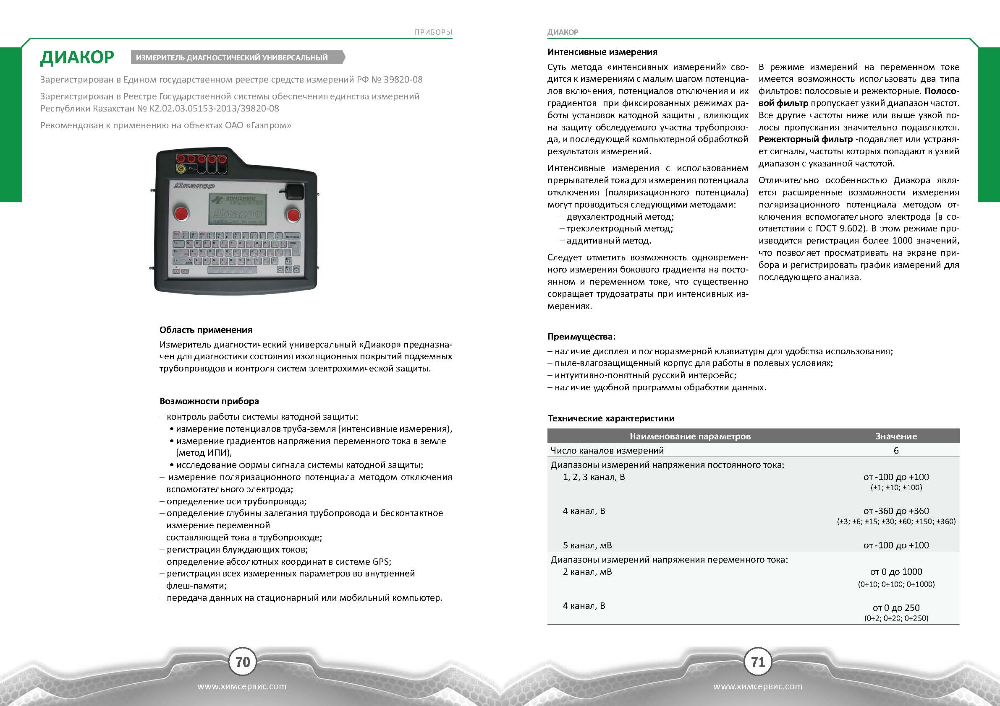 ПРИБОРЫ
ДИАКОР
ИЗМЕРИТЕЛЬ ДИАГНОСТИЧЕСКИЙ УНИВЕРСАЛЬНЫЙ
Зарегистрирован в Едином государственном реестре средств измерений РФ № 39820-08
Зарегистрирован в Реестре Государственной системы обеспечения единства измерений
Республики Казахстан № KZ.02.03.05153-2013/39820-08
Рекомендован к применению на объектах ОАО «Газпром»
Диакор
ХИМСЕРВИС
Диакор
Область применения
Измеритель диагностический универсальный «Диакор» предназна-
чен для диагностики состояния изоляционных покрытий подземных
трубопроводов и контроля систем электрохимической защиты.
Возможности прибора
– контроль работы системы катодной защиты:
• измерение потенциалов труба-земля (интенсивные измерения),
• измерение градиентов напряжения переменного тока в земле
(метод ИПИ),
• исследование формы сигнала системы катодной защиты;
– измерение поляризационного потенциала методом отключения
вспомогательного электрода;
– определение оси трубопровода;
– определение глубины залегания трубопровода и бесконтактное
измерение переменной
составляющей тока в трубопроводе;
– регистрация блуждающих токов;
– определение абсолютных координат в системе GPS;
– регистрация всех измеренных параметров во внутренней
флеш-памяти;
– передача данных на стационарный или мобильный компьютер.
70
www.химсервис.com
ДИАКОР
Интенсивные измерения
Суть метода «интенсивных измерений» сво-
дится к измерениям с малым шагом потенциа-
лов включения, потенциалов отключения и их
градиентов при фиксированных режимах ра-
боты установок катодной защиты , влияющих
на защиту обследуемого участка трубопрово-
да, и последующей компьютерной обработкой
результатов измерений.
Интенсивные измерения с использованием
прерывателей тока для измерения потенциала
отключения (поляризационного потенциала)
могут проводиться следующими методами:
– двухэлектродный метод;
– трехэлектродный метод;
– аддитивный метод.
Следует отметить возможность одновремен-
ного измерения бокового градиента на посто-
янном и переменном токе, что существенно
сокращает трудозатраты при интенсивных из-
мерениях.
В режиме измерений на переменном токе
имеется возможность использовать два типа
фильтров: полосовые и режекторные. Полосо-
вой фильтр пропускает узкий диапазон частот.
Все другие частоты ниже или выше узкой по-
лосы пропускания значительно подавляются.
Режекторный фильтр -подавляет или устраня-
ет сигналы, частоты которых попадают в узкий
диапазон с указанной частотой.
Отличительно особенностью Диакора явля-
ется расширенные возможности измерения
поляризационного потенциала методом от-
ключения вспомогательного электрода (в со-
ответствии с ГОСТ 9.602). В этом режиме про-
изводится регистрация более 1000 значений,
что позволяет просматривать на экране при-
бора и регистрировать график измерений для
последующего анализа.
Преимущества:
– наличие дисплея и полноразмерной клавиатуры для удобства использования;
– пыле-влагозащищенный корпус для работы в полевых условиях;
– интуитивно-понятный русский интерфейс;
– наличие удобной программы обработки данных.
Технические характеристики
Наименование параметров Значение
Число каналов измерений 6
Диапазоны измерений напряжения постоянного тока:
1, 2, 3 канал, В от -100 до +100
(±1; ±10; ±100)
4 канал, В от -360 до +360
(±3; ±6; ±15; ±30; ±60; ±150; ±360)
5 канал, мВ от -100 до +100
Диапазоны измерений напряжения переменного тока:
2 канал, мВ от 0 до 1000
(0÷10; 0÷100; 0÷1000)
4 канал, В от 0 до 250
(0÷2; 0÷20; 0÷250)
71
www.химсервис.com